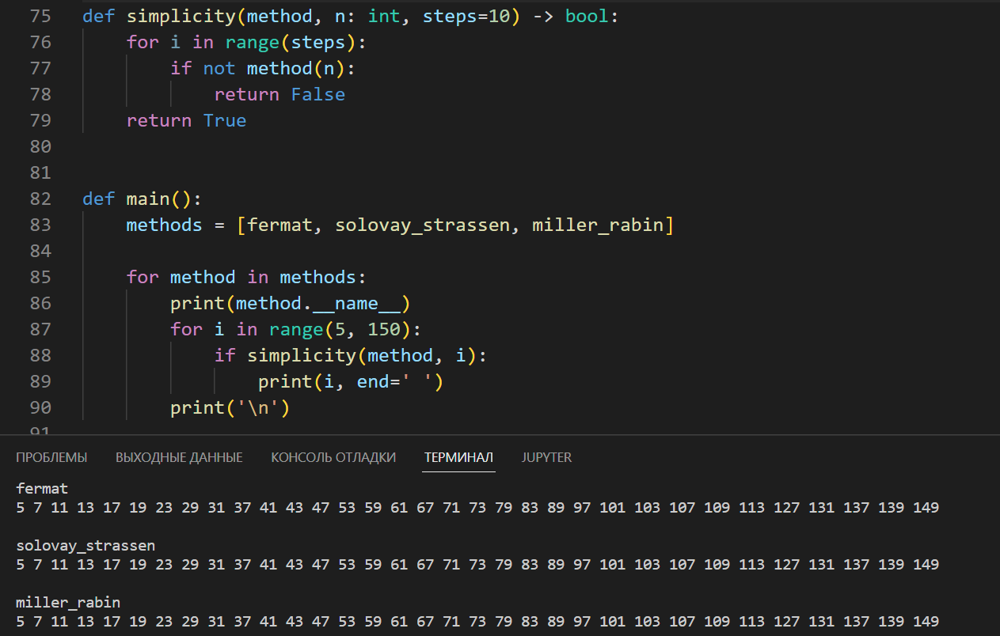 75 def simplicity(method, n: int, steps=10) -> bool:
76     for i in range(steps):
77         if not method(n):
78             return False
79     return True
80
81
82 def main():
83     methods = [fermat, solovay_strassen, miller_rabin]
84
85     for method in methods:
86         print(method.__name__)
87         for i in range(5, 150):
88             if simplicity(method, i):
89                 print(i, end=' ')
90         print('\n')
91
ПРОБЛЕМЫ ВЫХОДНЫЕ ДАННЫЕ КОНСОЛЬ ОТЛАДКИ ТЕРМИНАЛ JUPYTER
fermat
5 7 11 13 17 19 23 29 31 37 41 43 47 53 59 61 67 71 73 79 83 89 97 101 103 107 109 113 127 131 137 139 149
solovay_strassen
5 7 11 13 17 19 23 29 31 37 41 43 47 53 59 61 67 71 73 79 83 89 97 101 103 107 109 113 127 131 137 139 149
miller_rabin
5 7 11 13 17 19 23 29 31 37 41 43 47 53 59 61 67 71 73 79 83 89 97 101 103 107 109 113 127 131 137 139 149